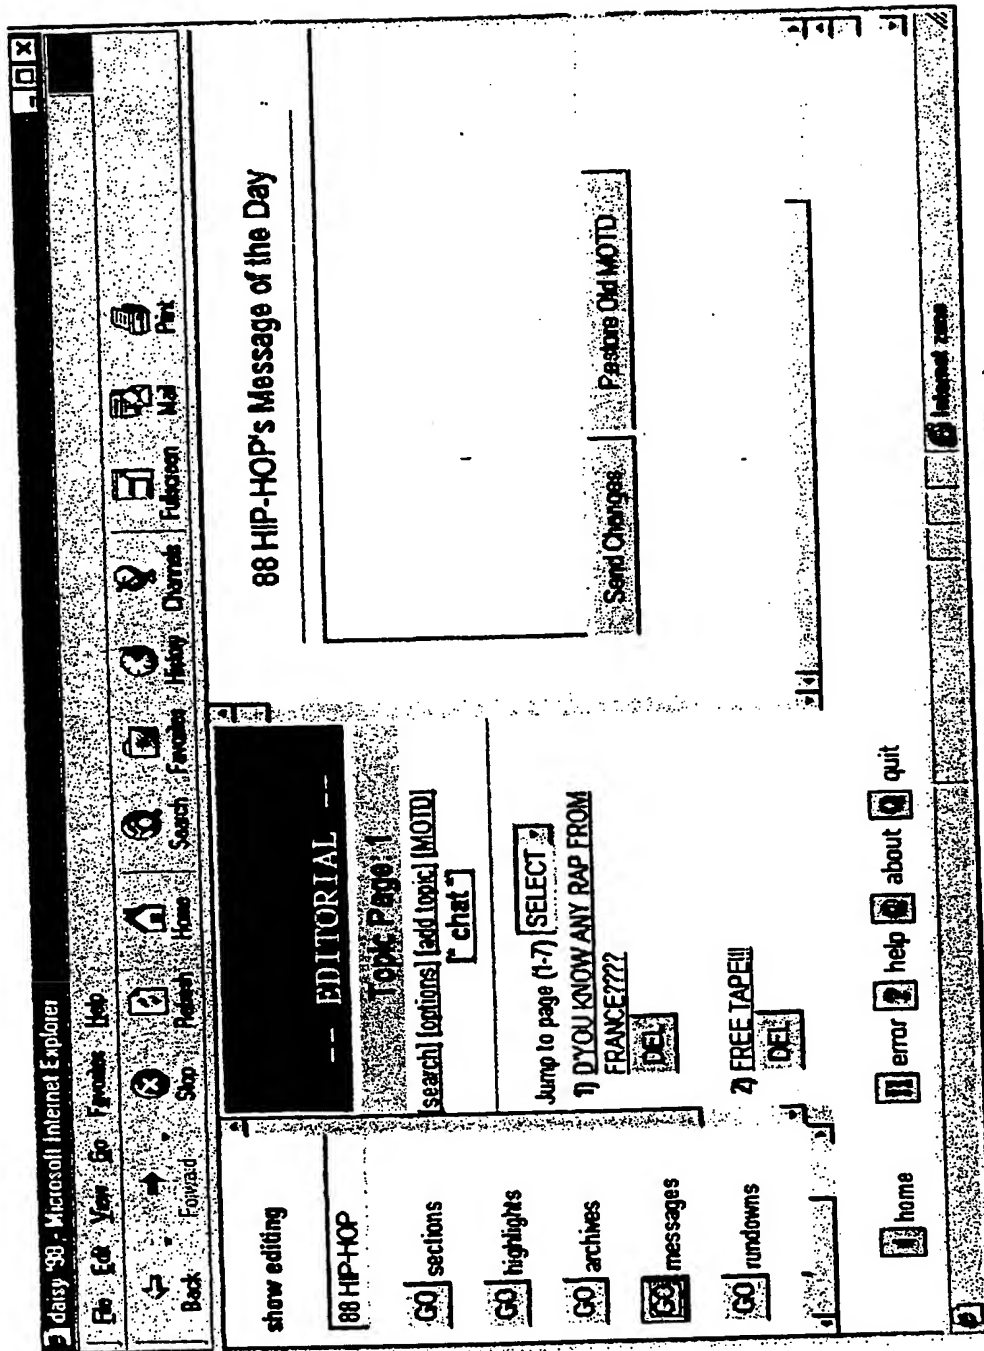 daisy '98 - Microsoft Internet Explorer
File Edit View Go Favorites Help
Back Forward Stop Refresh Home Search Favorites History Channels Fullscreen Mail Print
show editing
88 HIP-HOP
GO sections
GO highlights
GO archives
GO messages
GO rundowns
-- EDITORIAL --
Topic Page: 1
[search] [options] [add topic] [MOTD]
[* chat *]
Jump to page (1-7) SELECT
1) D'YOU KNOW ANY RAP FROM
FRANCE????
DEL
2) FREE TAPE!!!
DEL
88 HIP-HOP's Message of the Day
Send Changes Restore Old MOTD
home error ? help @ about Q quit
Internet zone